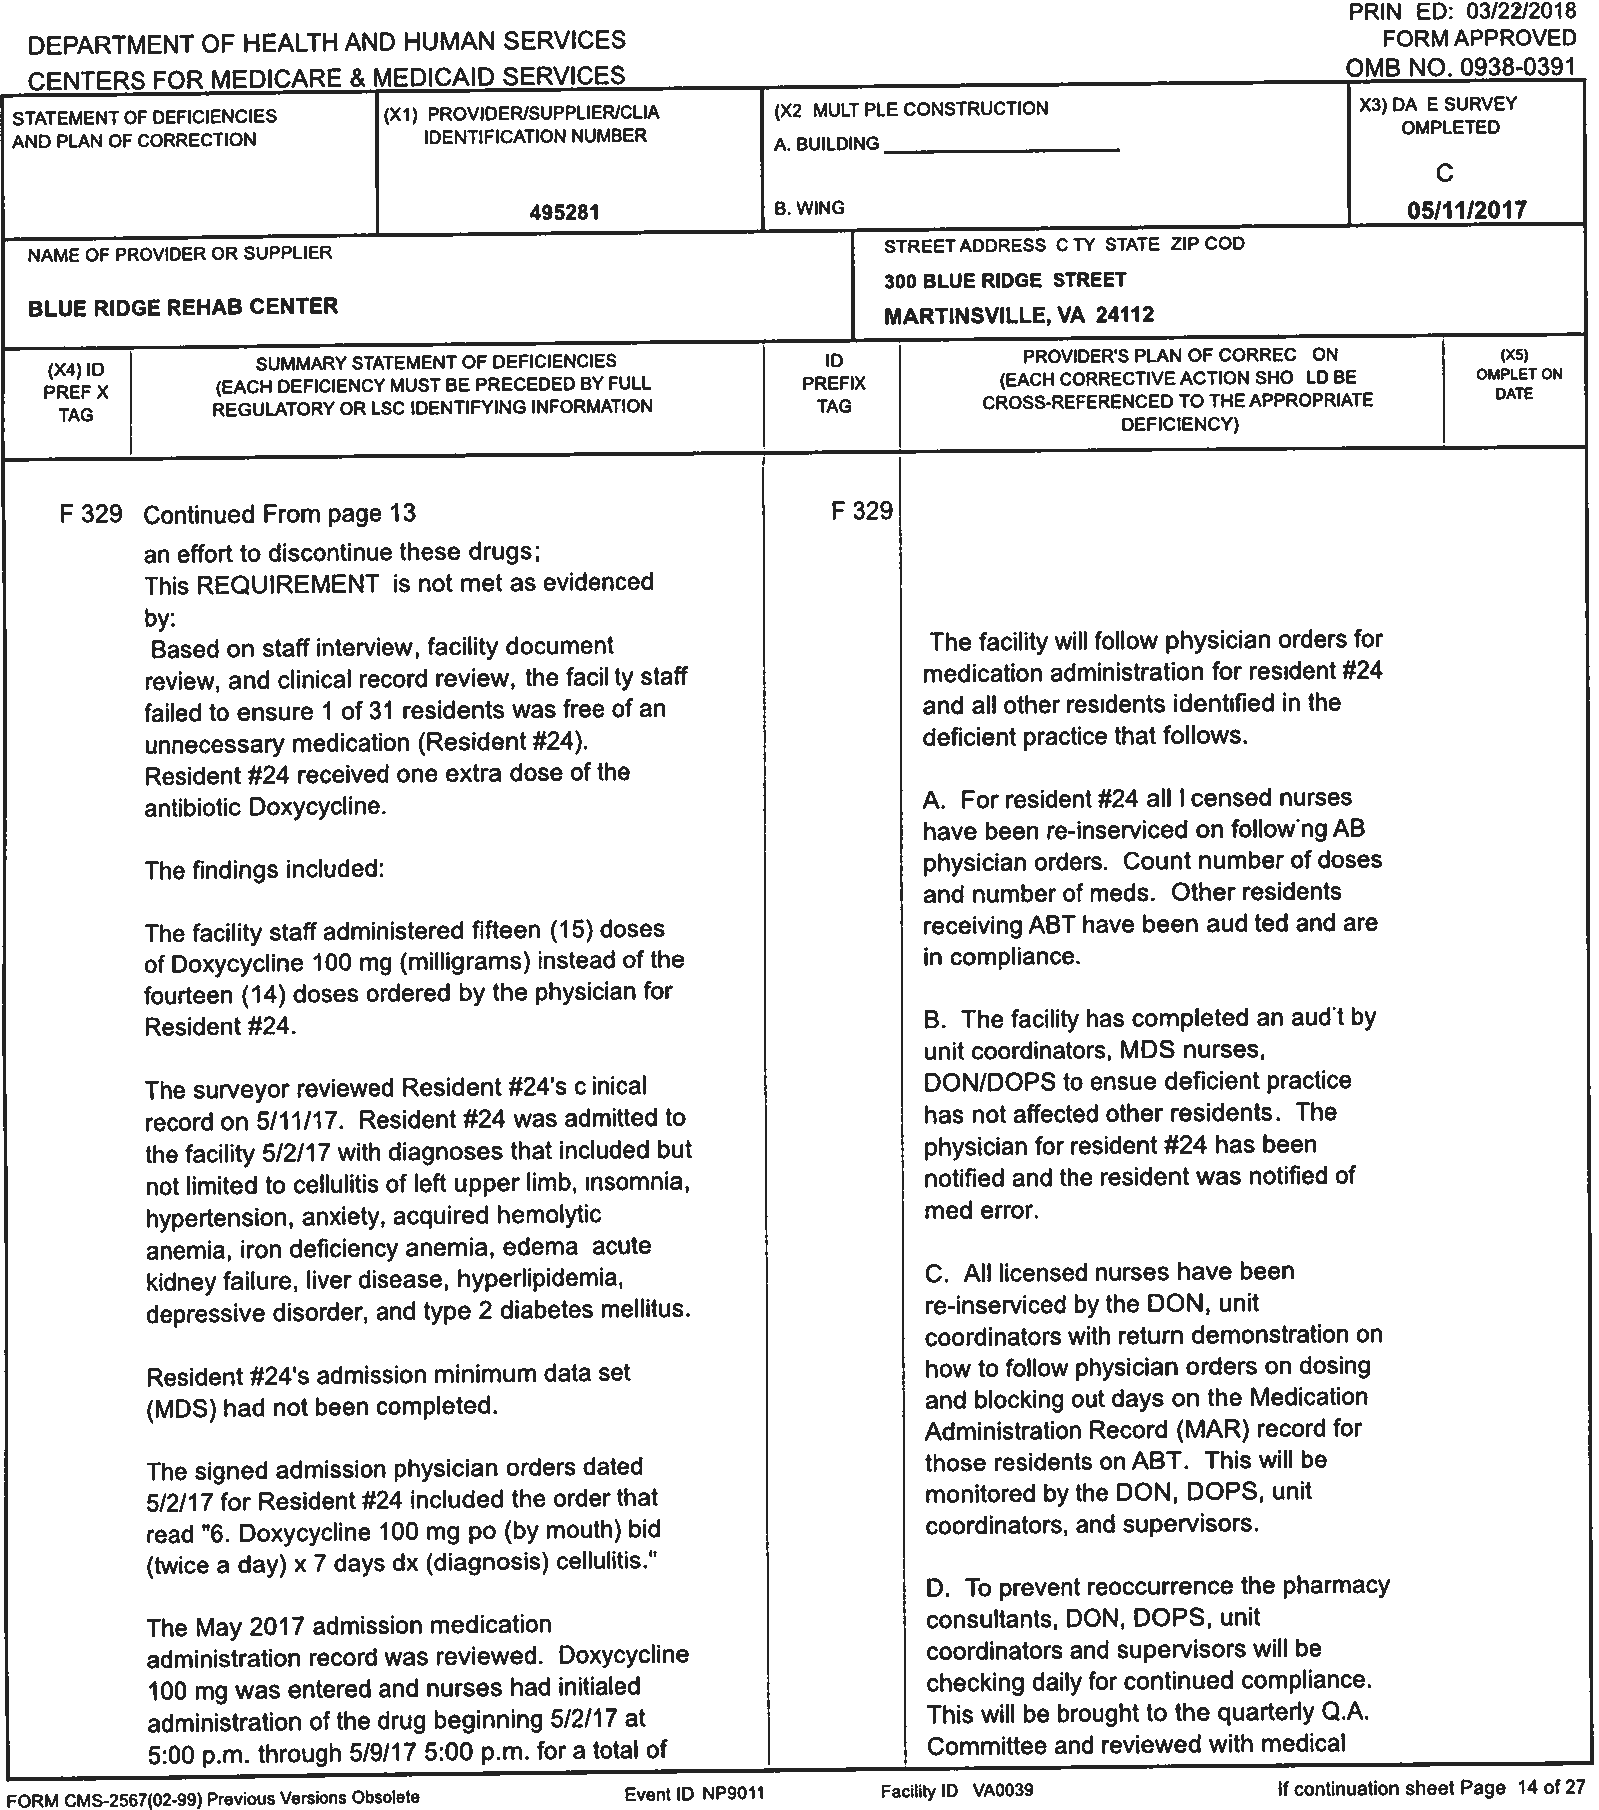 PRIN ED: 03/22/2018
DEPARTMENT OF HEALTH AND HUMAN SERVICES
FORM APPROVED
CENTERS FOR MEDICARE & MEDICAID SERVICES
OMB NO. 0938-0391
STATEMENT OF DEFICIENCIES
AND PLAN OF CORRECTION
(X1) PROVIDER/SUPPLIER/CLIA
IDENTIFICATION NUMBER
495281
(X2 MULT PLE CONSTRUCTION
A. BUILDING
B. WING
X3) DA E SURVEY
OMPLETED
C
05/11/2017
NAME OF PROVIDER OR SUPPLIER
BLUE RIDGE REHAB CENTER
STREET ADDRESS C TY STATE ZIP COD
300 BLUE RIDGE STREET
MARTINSVILLE, VA 24112
(X4) ID
PREF X
TAG
SUMMARY STATEMENT OF DEFICIENCIES
(EACH DEFICIENCY MUST BE PRECEDED BY FULL
REGULATORY OR LSC IDENTIFYING INFORMATION
ID
PREFIX
TAG
PROVIDER'S PLAN OF CORREC ON
(EACH CORRECTIVE ACTION SHO LD BE
CROSS-REFERENCED TO THE APPROPRIATE
DEFICIENCY)
(X5)
OMPLET ON
DATE
F 329 Continued From page 13
an effort to discontinue these drugs;
This REQUIREMENT is not met as evidenced
by:
Based on staff interview, facility document
review, and clinical record review, the facil ty staff
failed to ensure 1 of 31 residents was free of an
unnecessary medication (Resident #24).
Resident #24 received one extra dose of the
antibiotic Doxycycline.
The findings included:
The facility staff administered fifteen (15) doses
of Doxycycline 100 mg (milligrams) instead of the
fourteen (14) doses ordered by the physician for
Resident #24.
The surveyor reviewed Resident #24's c inical
record on 5/11/17. Resident #24 was admitted to
the facility 5/2/17 with diagnoses that included but
not limited to cellulitis of left upper limb, insomnia,
hypertension, anxiety, acquired hemolytic
anemia, iron deficiency anemia, edema acute
kidney failure, liver disease, hyperlipidemia,
depressive disorder, and type 2 diabetes mellitus.
Resident #24's admission minimum data set
(MDS) had not been completed.
The signed admission physician orders dated
5/2/17 for Resident #24 included the order that
read "6. Doxycycline 100 mg po (by mouth) bid
(twice a day) x 7 days dx (diagnosis) cellulitis."
The May 2017 admission medication
administration record was reviewed. Doxycycline
100 mg was entered and nurses had initialed
administration of the drug beginning 5/2/17 at
5:00 p.m. through 5/9/17 5:00 p.m. for a total of
F 329
The facility will follow physician orders for
medication administration for resident #24
and all other residents identified in the
deficient practice that follows.
A. For resident #24 all l censed nurses
have been re-inserviced on follow'ng AB
physician orders. Count number of doses
and number of meds. Other residents
receiving ABT have been aud ted and are
in compliance.
B. The facility has completed an aud't by
unit coordinators, MDS nurses,
DON/DOPS to ensue deficient practice
has not affected other residents. The
physician for resident #24 has been
notified and the resident was notified of
med error.
C. All licensed nurses have been
re-inserviced by the DON, unit
coordinators with return demonstration on
how to follow physician orders on dosing
and blocking out days on the Medication
Administration Record (MAR) record for
those residents on ABT. This will be
monitored by the DON, DOPS, unit
coordinators, and supervisors.
D. To prevent reoccurrence the pharmacy
consultants, DON, DOPS, unit
coordinators and supervisors will be
checking daily for continued compliance.
This will be brought to the quarterly Q.A.
Committee and reviewed with medical
FORM CMS-2567(02-99) Previous Versions Obsolete
Event ID NP9011
Facility ID VA0039
If continuation sheet Page 14 of 27